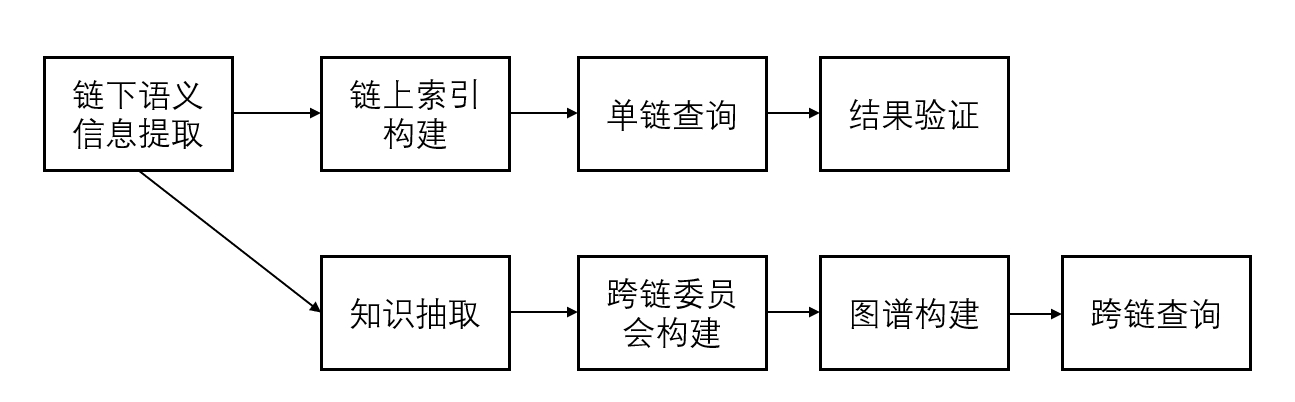 链下语义
信息提取
链上索引
构建
单链查询
结果验证
知识抽取
跨链委员
会构建
图谱构建
跨链查询